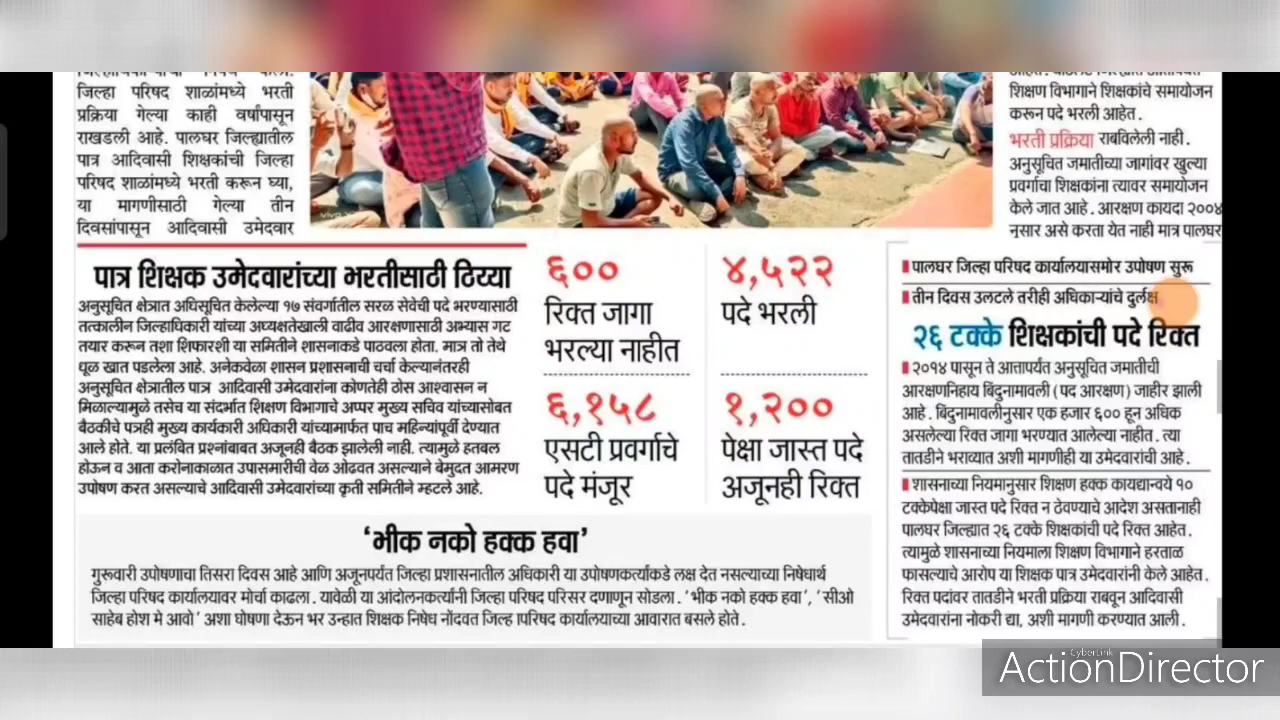 जिल्हा परिषद शाळांमध्ये भरती
प्रक्रिया गेल्या काही वर्षांपासून
राखडली आहे. पालघर जिल्ह्यातील
पात्र आदिवासी शिक्षकांची जिल्हा
परिषद शाळांमध्ये भरती करून घ्या,
या मागणीसाठी गेल्या तीन
दिवसांपासून आदिवासी उमेदवार
शिक्षण विभागाने शिक्षकांचे समायोजन
करून पदे भरली आहेत.
भरती प्रक्रिया राबविलेली नाही.
अनुसूचित जमातीच्या जागांवर खुल्या
प्रवर्गाचा शिक्षकांना त्यावर समायोजन
केले जात आहे. आरक्षण कायदा २००४
नुसार असे करता येत नाही मात्र पालघर
पात्र शिक्षक उमेदवारांच्या भरतीसाठी ठिय्या
अनुसूचित क्षेत्रात अधिसूचित केलेल्या १७ संवर्गातील सरळ सेवेची पदे भरण्यासाठी
तत्कालीन जिल्हाधिकारी यांच्या अध्यक्षतेखाली वाढीव आरक्षणासाठी अभ्यास गट
तयार करून तशा शिफारशी या समितीने शासनाकडे पाठवला होता. मात्र तो तेथे
धूळ खात पडलेला आहे. अनेकवेळा शासन प्रशासनाची चर्चा केल्यानंतरही
अनुसूचित क्षेत्रातील पात्र आदिवासी उमेदवारांना कोणतेही ठोस आश्वासन न
मिळाल्यामुळे तसेच या संदर्भात शिक्षण विभागाचे अप्पर मुख्य सचिव यांच्यासोबत
बैठकीचे पत्रही मुख्य कार्यकारी अधिकारी यांच्यामार्फत पाच महिन्यांपूर्वी देण्यात
आले होते. या प्रलंबित प्रश्नांबाबत अजूनही बैठक झालेली नाही. त्यामुळे हतबल
होऊन व आता करोनाकाळात उपासमारीची वेळ ओढवत असल्याने बेमुदत आमरण
उपोषण करत असल्याचे आदिवासी उमेदवारांच्या कृती समितीने म्हटले आहे.
६००
रिक्त जागा
भरल्या नाहीत
४,५२२
पदे भरली
६,१५८
एसटी प्रवर्गाचे
पदे मंजूर
१,२००
पेक्षा जास्त पदे
अजूनही रिक्त
‘भीक नको हक्क हवा’
गुरूवारी उपोषणाचा तिसरा दिवस आहे आणि अजूनपर्यंत जिल्हा प्रशासनातील अधिकारी या उपोषणकर्त्यांकडे लक्ष देत नसल्याच्या निषेधार्थ
जिल्हा परिषद कार्यालयावर मोर्चा काढला. यावेळी या आंदोलनकर्त्यांनी जिल्हा परिषद परिसर दणाणून सोडला. ‘भीक नको हक्क हवा’, ‘सीओ
साहेब होश मे आवो’ अशा घोषणा देऊन भर उन्हात शिक्षक निषेध नोंदवत जिल्हा परिषद कार्यालयाच्या आवारात बसले होते.
पालघर जिल्हा परिषद कार्यालयासमोर उपोषण सुरू
तीन दिवस उलटले तरीही अधिकाऱ्यांचे दुर्लक्ष
२६ टक्के शिक्षकांची पदे रिक्त
२०१४ पासून ते आत्तापर्यंत अनुसूचित जमातीची
आरक्षणनिहाय बिंदुनामावली (पद आरक्षण) जाहीर झाली
आहे. बिंदुनामावलीनुसार एक हजार ६०० हून अधिक
असलेल्या रिक्त जागा भरण्यात आलेल्या नाहीत. त्या
तातडीने भराव्यात अशी मागणीही या उमेदवारांची आहे.
शासनाच्या नियमानुसार शिक्षण हक्क कायद्यान्वये १०
टक्केपेक्षा जास्त पदे रिक्त न ठेवण्याचे आदेश असतानाही
पालघर जिल्ह्यात २६ टक्के शिक्षकांची पदे रिक्त आहेत.
त्यामुळे शासनाच्या नियमाला शिक्षण विभागाने हरताळ
फासल्याचे आरोप या शिक्षक पात्र उमेदवारांनी केले आहेत.
रिक्त पदांवर तातडीने भरती प्रक्रिया राबवून आदिवासी
उमेदवारांना नोकरी द्या, अशी मागणी करण्यात आली.
CyberLink
ActionDirector